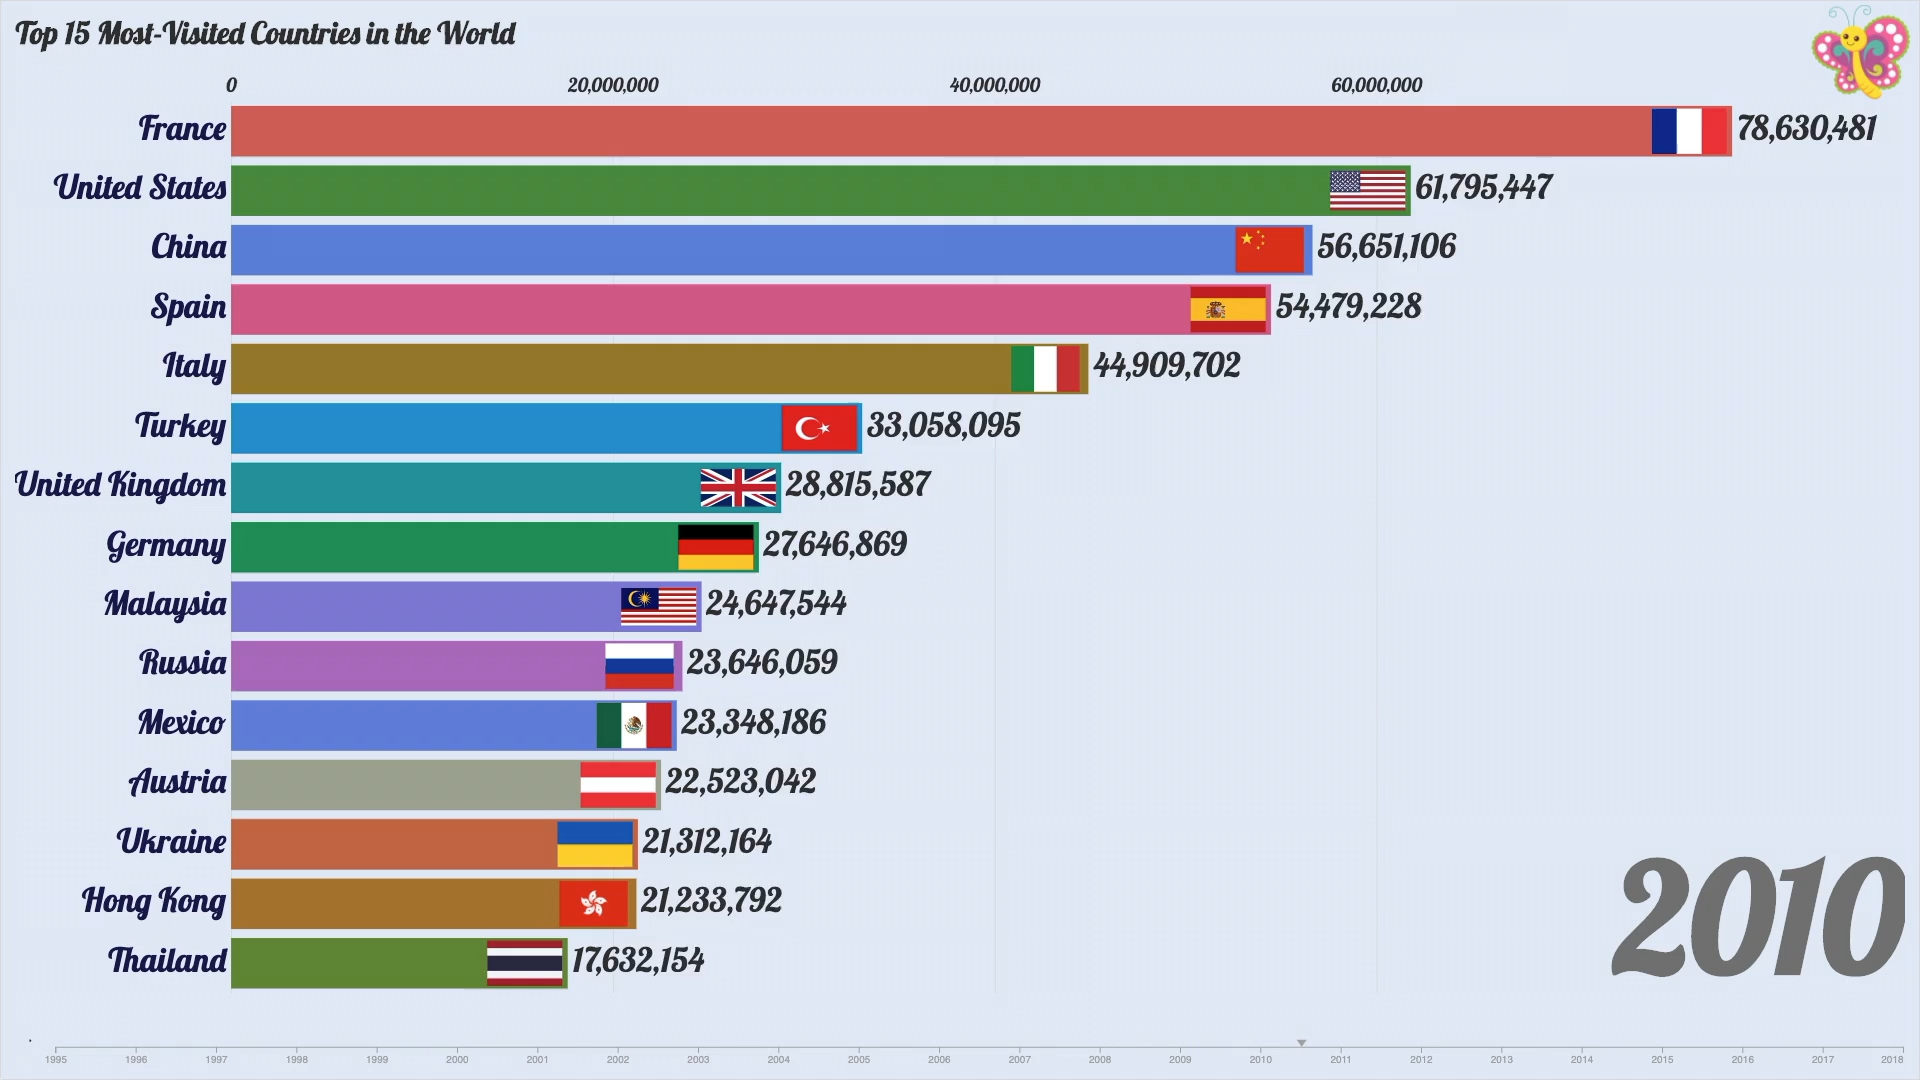 Top 15 Most-Visited Countries in the World
0 20,000,000 40,000,000 60,000,000
France 78,630,481
United States 61,795,447
China 56,651,106
Spain 54,479,228
Italy 44,909,702
Turkey 33,058,095
United Kingdom 28,815,587
Germany 27,646,869
Malaysia 24,647,544
Russia 23,646,059
Mexico 23,348,186
Austria 22,523,042
Ukraine 21,312,164
Hong Kong 21,233,792
Thailand 17,632,154
2010
1995 1996 1997 1998 1999 2000 2001 2002 2003 2004 2005 2006 2007 2008 2009 2010 2011 2012 2013 2014 2015 2016 2017 2018